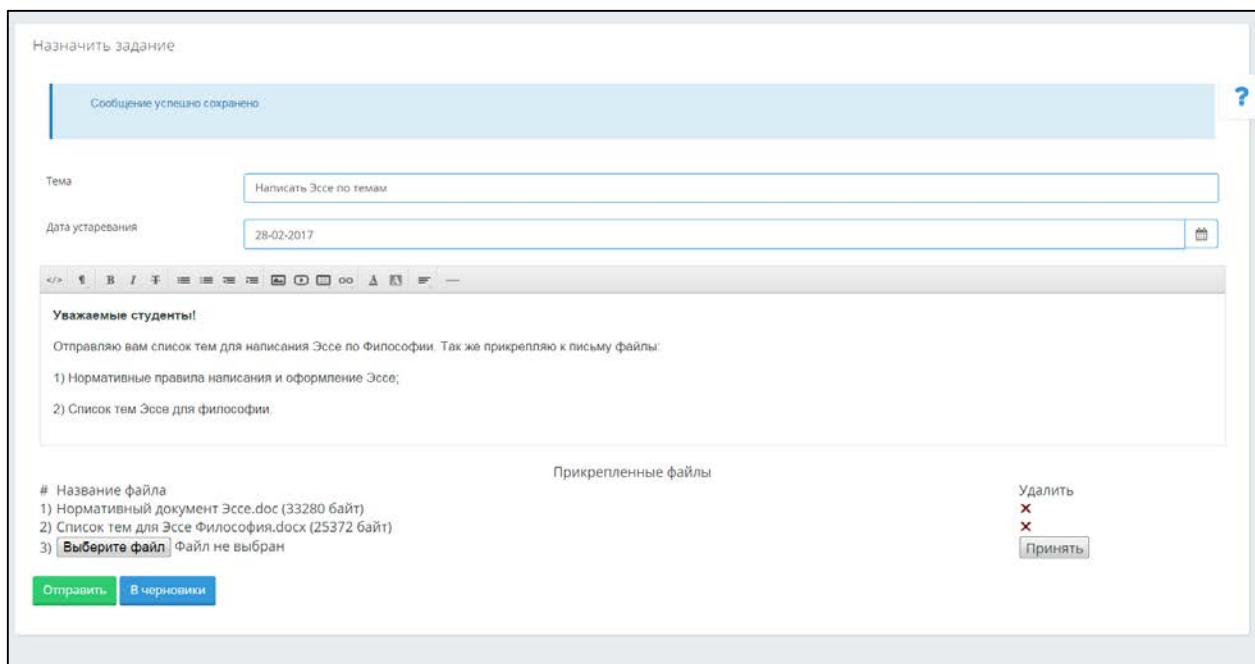 Назначить задание
Сообщение успешно сохранено
?
Тема
Написать Эссе по темам
Дата устаревания
28-02-2017
</> ¶ B I T A A
Уважаемые студенты!
Отправляю вам список тем для написания Эссе по Философии. Так же прикрепляю к письму файлы:
1) Нормативные правила написания и оформление Эссе;
2) Список тем Эссе для философии.
Прикрепленные файлы
# Название файла Удалить
1) Нормативный документ Эссе.doc (33280 байт)
2) Список тем для Эссе Философия.docx (25372 байт)
3) Выберите файл Файл не выбран Принять
Отправить В черновики